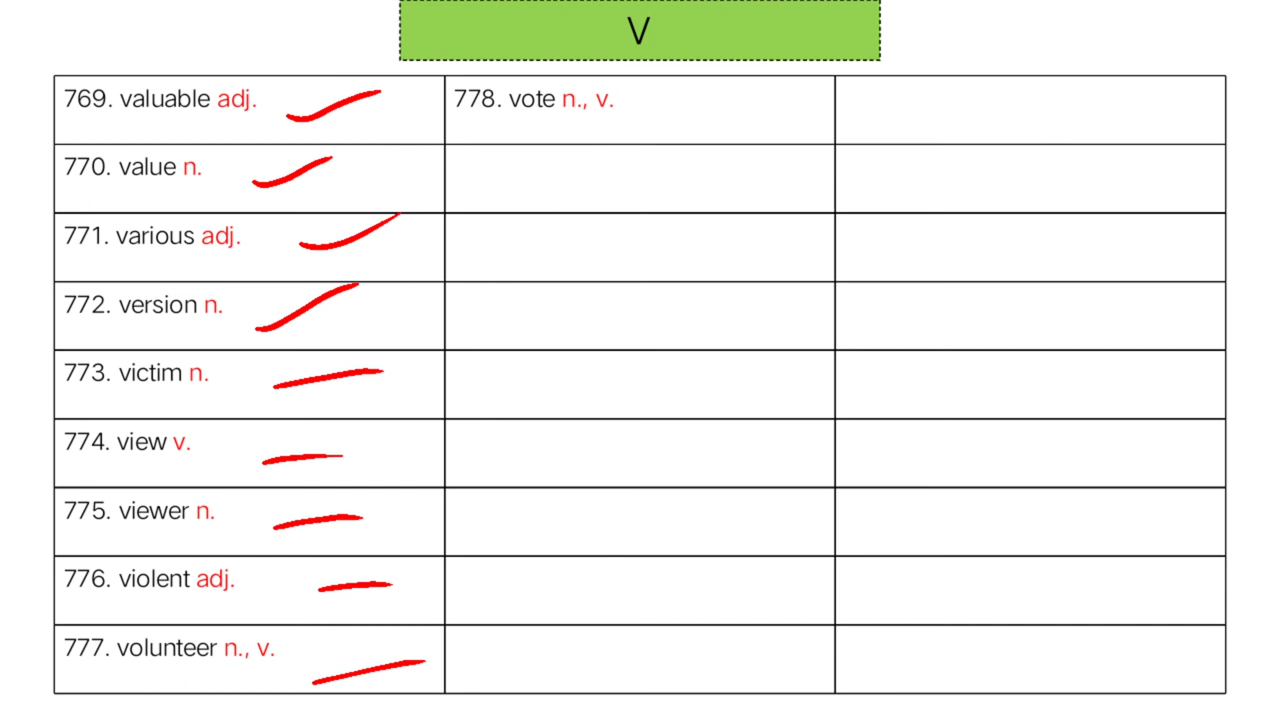 V
769. valuable adj.
778. vote n., v.
770. value n.
771. various adj.
772. version n.
773. victim n.
774. view v.
775. viewer n.
776. violent adj.
777. volunteer n., v.